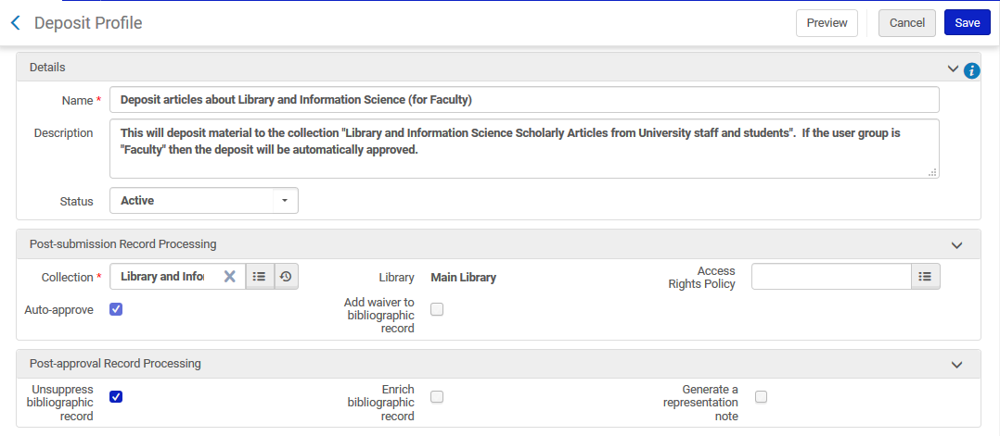 Deposit Profile
Preview
Cancel
Save
Details
Name *
Deposit articles about Library and Information Science (for Faculty)
Description
This will deposit material to the collection "Library and Information Science Scholarly Articles from University staff and students".  If the user group is
"Faculty" then the deposit will be automatically approved.
Status
Active
Post-submission Record Processing
Collection *
Library and Info
Library
Main Library
Access
Rights Policy
Auto-approve
Add waiver to
bibliographic
record
Post-approval Record Processing
Unsuppress
bibliographic
record
Enrich
bibliographic
record
Generate a
representation
note